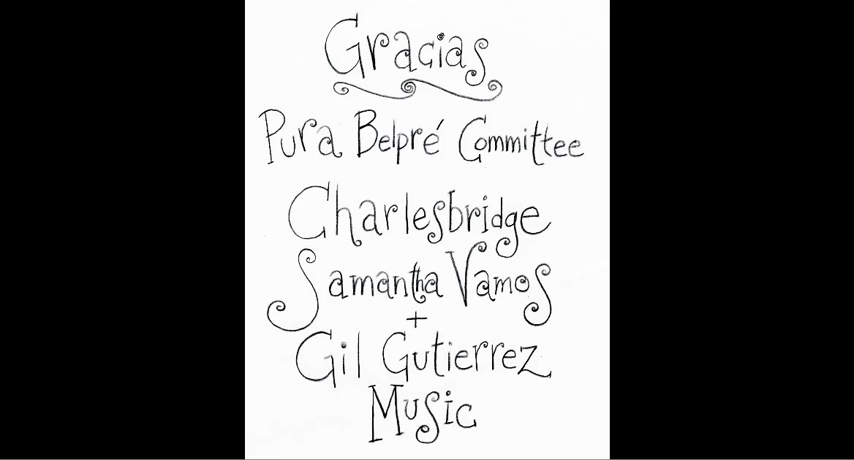 Gracias
Pura Belpré Committee
Charlesbridge
Samantha Vamos
+
Gil Gutierrez
Music